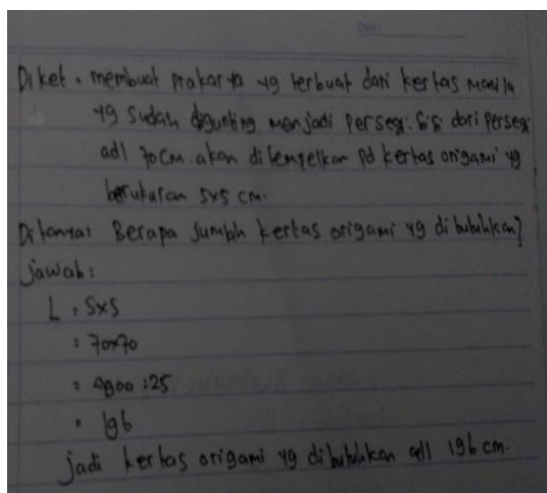 Diket : membuat prakarya yg terbuat dari kertas manila
yg sudah digunting menjadi persegi. S:S dari persegi
adl 70cm. akan ditempelkan pd kertas origami yg
berukuran 5x5 cm.
Ditanya: Berapa Jumlah kertas origami yg dibutuhkan?
jawab:
L : 5x5
: 70x70
: 4900 : 25
: 196
jadi kertas origami yg dibutuhkan adl 196 cm.